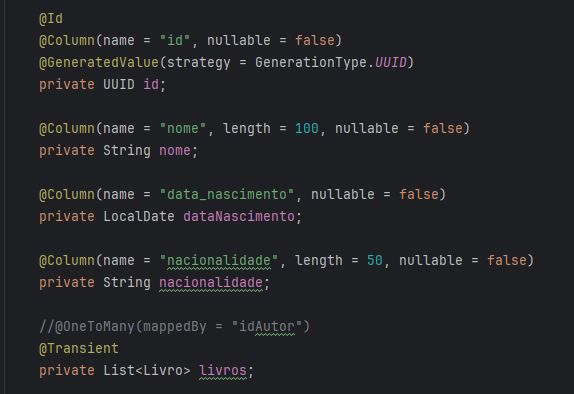 @Id
@Column(name = "id", nullable = false)
@GeneratedValue(strategy = GenerationType.UUID)
private UUID id;
@Column(name = "nome", length = 100, nullable = false)
private String nome;
@Column(name = "data_nascimento", nullable = false)
private LocalDate dataNascimento;
@Column(name = "nacionalidade", length = 50, nullable = false)
private String nacionalidade;
//@OneToMany(mappedBy = "idAutor")
@Transient
private List<Livro> livros;